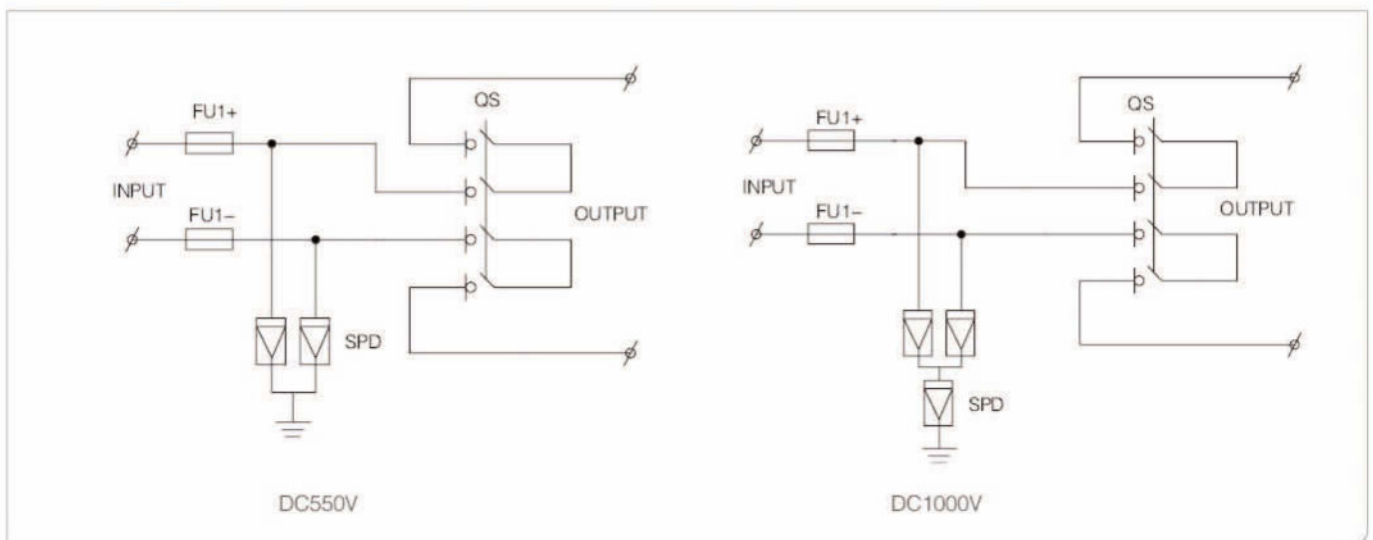 QS
FU1+
INPUT
FU1−
OUTPUT
SPD
DC550V
QS
FU1+
INPUT
FU1−
OUTPUT
SPD
DC1000V